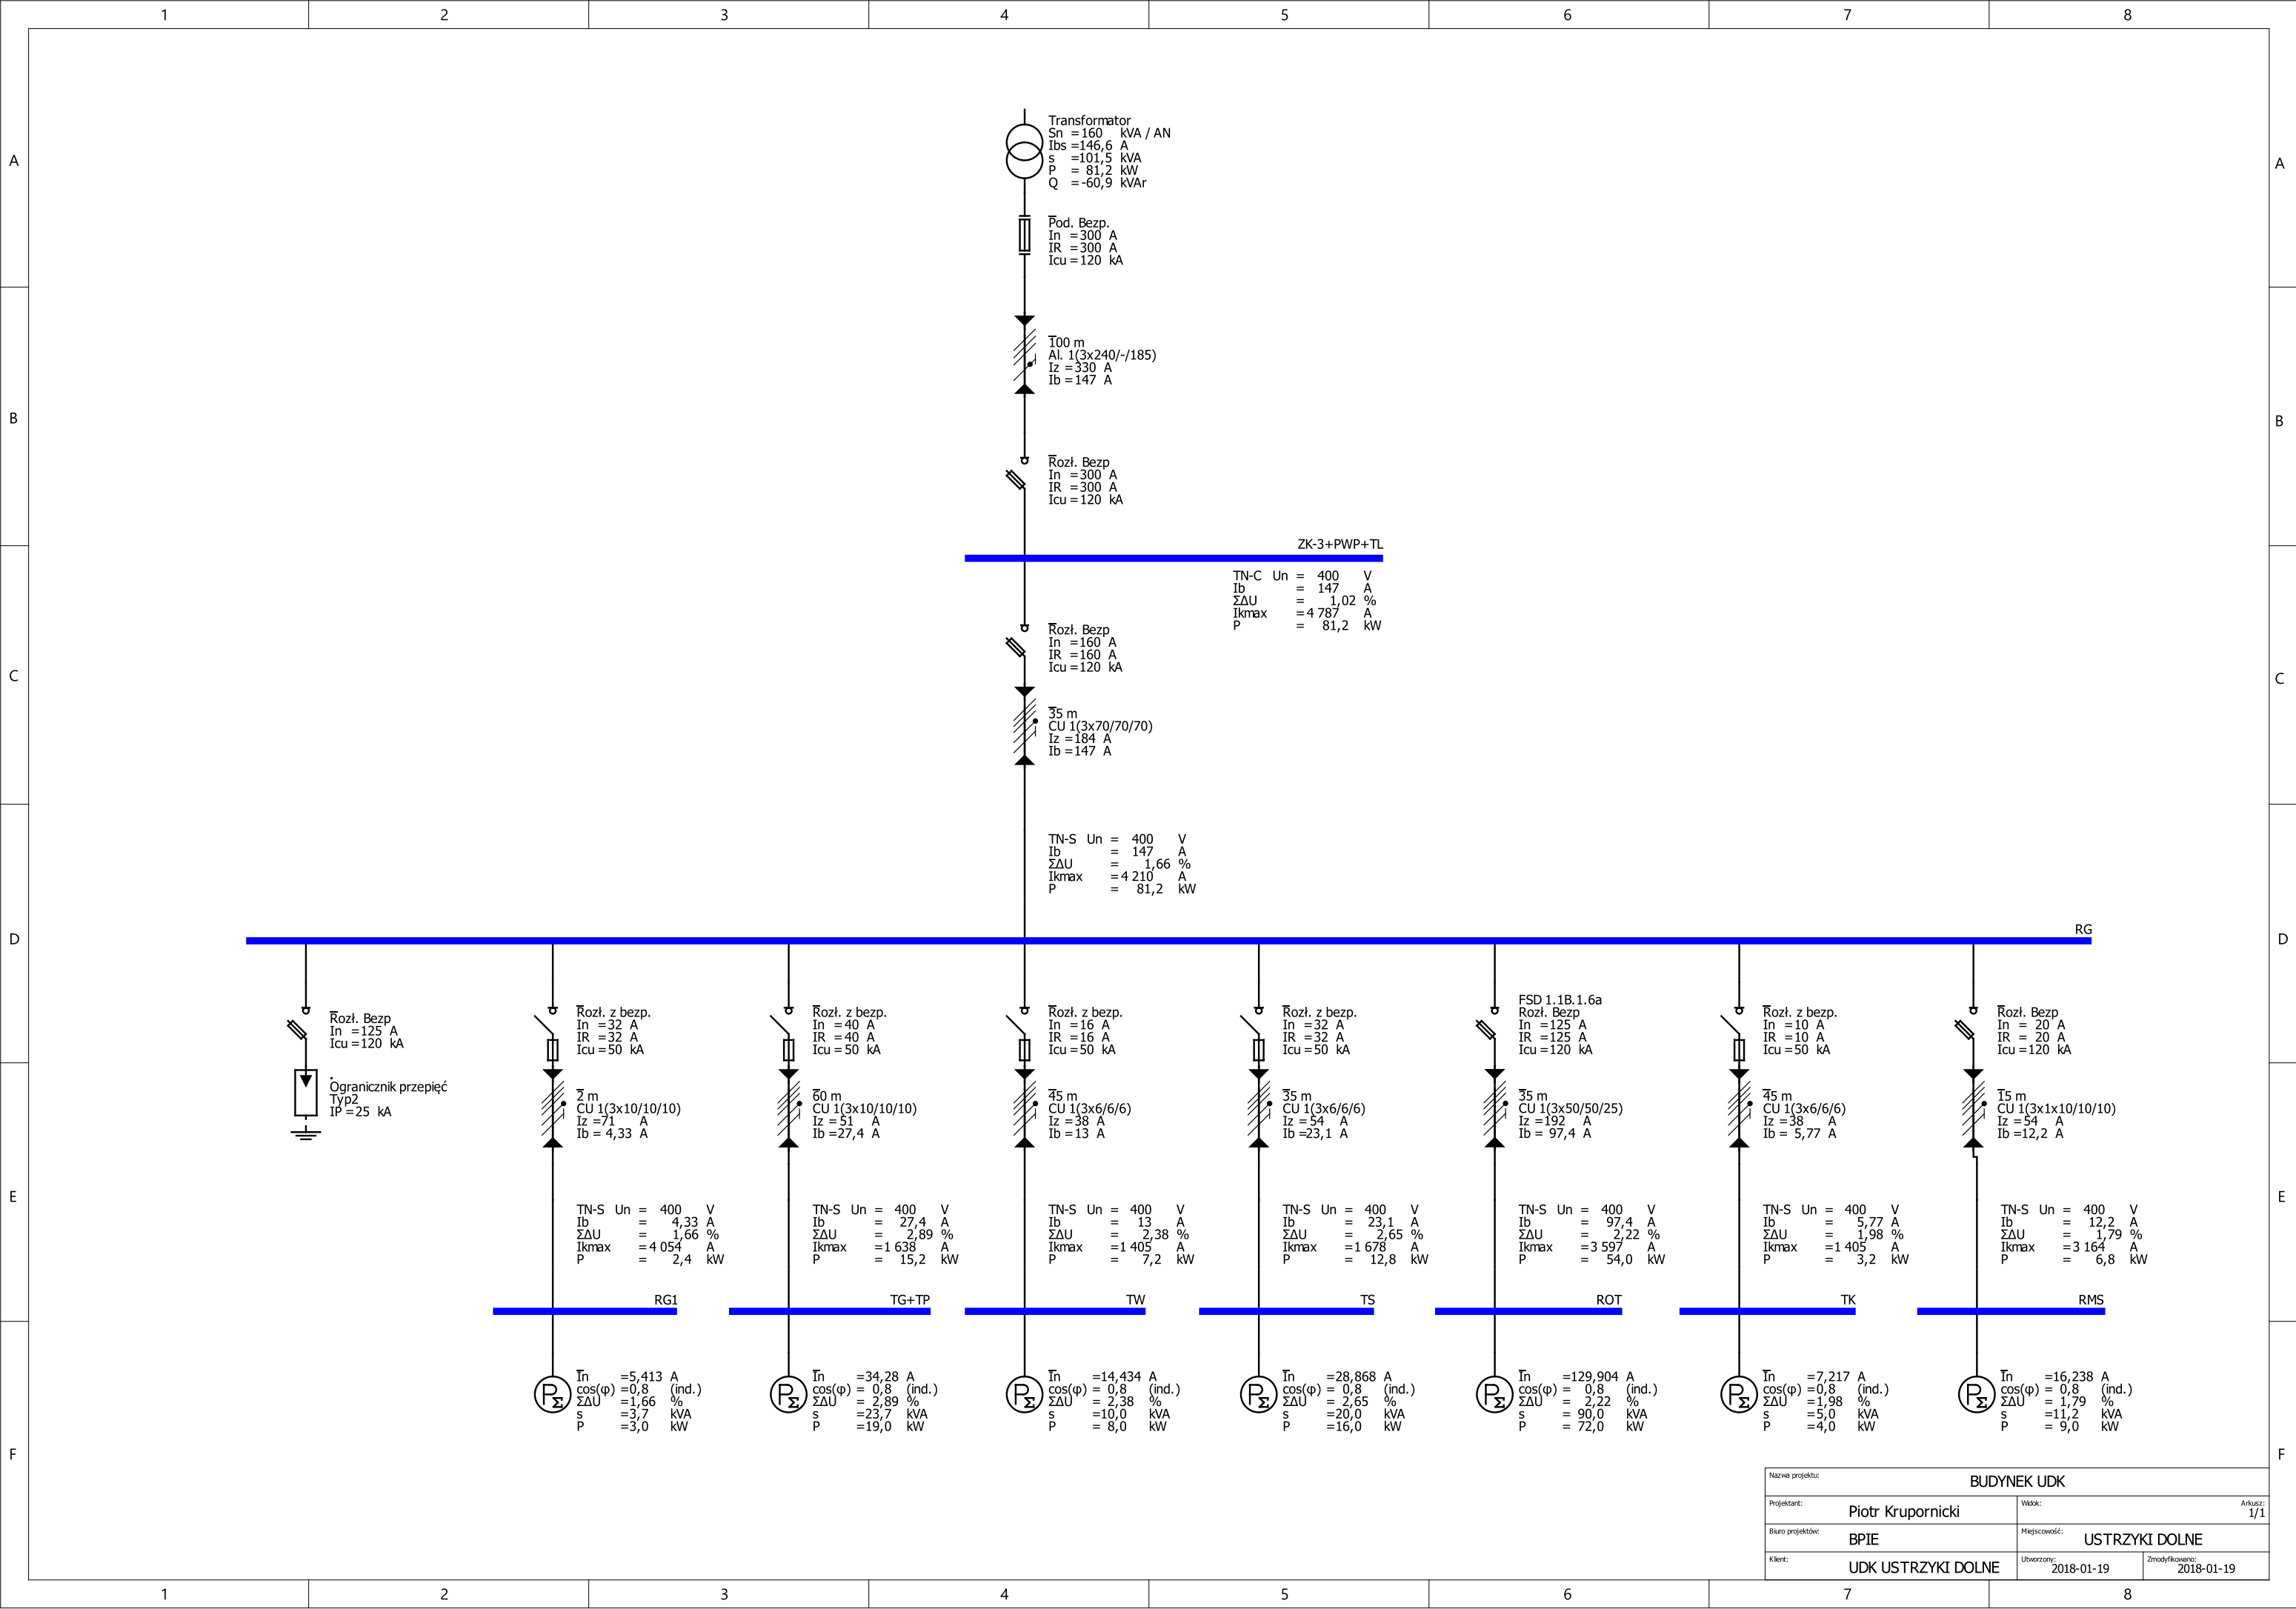 1 2 3 4 5 6 7 8
A
A
Transformator
Sn = 160 kVA / AN
Ibs = 146,6 A
s = 101,5 kVA
P = 81,2 kW
Q = -60,9 kVAr
Pod. Bezp.
In = 300 A
IR = 300 A
Icu = 120 kA
B
B
100 m
Al. 1(3x240/-/185)
Iz = 330 A
Ib = 147 A
Rozł. Bezp
In = 300 A
IR = 300 A
Icu = 120 kA
ZK-3+PWP+TL
TN-C Un = 400 V
Ib = 147 A
ΣΔU = 1,02 %
Ikmax = 4 787 A
P = 81,2 kW
C
C
Rozł. Bezp
In = 160 A
IR = 160 A
Icu = 120 kA
35 m
CU 1(3x70/70/70)
Iz = 184 A
Ib = 147 A
TN-S Un = 400 V
Ib = 147 A
ΣΔU = 1,66 %
Ikmax = 4 210 A
P = 81,2 kW
D
D
RG
Rozł. Bezp
In = 125 A
Icu = 120 kA
Ogranicznik przepięć
Typ2
IP = 25 kA
Rozł. z bezp.
In = 32 A
IR = 32 A
Icu = 50 kA
2 m
CU 1(3x10/10/10)
Iz = 71 A
Ib = 4,33 A
TN-S Un = 400 V
Ib = 4,33 A
ΣΔU = 1,66 %
Ikmax = 4 054 A
P = 2,4 kW
RG1
In = 5,413 A
cos(φ) = 0,8 (ind.)
ΣΔU = 1,66 %
s = 3,7 kVA
P = 3,0 kW
Rozł. z bezp.
In = 40 A
IR = 40 A
Icu = 50 kA
60 m
CU 1(3x10/10/10)
Iz = 51 A
Ib = 27,4 A
TN-S Un = 400 V
Ib = 27,4 A
ΣΔU = 2,89 %
Ikmax = 1 638 A
P = 15,2 kW
TG+TP
In = 34,28 A
cos(φ) = 0,8 (ind.)
ΣΔU = 2,89 %
s = 23,7 kVA
P = 19,0 kW
Rozł. z bezp.
In = 16 A
IR = 16 A
Icu = 50 kA
45 m
CU 1(3x6/6/6)
Iz = 38 A
Ib = 13 A
TN-S Un = 400 V
Ib = 13 A
ΣΔU = 2,38 %
Ikmax = 1 405 A
P = 7,2 kW
TW
In = 14,434 A
cos(φ) = 0,8 (ind.)
ΣΔU = 2,38 %
s = 10,0 kVA
P = 8,0 kW
Rozł. z bezp.
In = 32 A
IR = 32 A
Icu = 50 kA
35 m
CU 1(3x6/6/6)
Iz = 54 A
Ib = 23,1 A
TN-S Un = 400 V
Ib = 23,1 A
ΣΔU = 2,65 %
Ikmax = 1 678 A
P = 12,8 kW
TS
In = 28,868 A
cos(φ) = 0,8 (ind.)
ΣΔU = 2,65 %
s = 20,0 kVA
P = 16,0 kW
FSD 1.1B.1.6a
Rozł. Bezp
In = 125 A
IR = 125 A
Icu = 120 kA
35 m
CU 1(3x50/50/25)
Iz = 192 A
Ib = 97,4 A
TN-S Un = 400 V
Ib = 97,4 A
ΣΔU = 2,22 %
Ikmax = 3 597 A
P = 54,0 kW
ROT
In = 129,904 A
cos(φ) = 0,8 (ind.)
ΣΔU = 2,22 %
s = 90,0 kVA
P = 72,0 kW
Rozł. z bezp.
In = 10 A
IR = 10 A
Icu = 50 kA
45 m
CU 1(3x6/6/6)
Iz = 38 A
Ib = 5,77 A
TN-S Un = 400 V
Ib = 5,77 A
ΣΔU = 1,98 %
Ikmax = 1 405 A
P = 3,2 kW
TK
In = 7,217 A
cos(φ) = 0,8 (ind.)
ΣΔU = 1,98 %
s = 5,0 kVA
P = 4,0 kW
Rozł. Bezp
In = 20 A
IR = 20 A
Icu = 120 kA
15 m
CU 1(3x1x10/10/10)
Iz = 54 A
Ib = 12,2 A
TN-S Un = 400 V
Ib = 12,2 A
ΣΔU = 1,79 %
Ikmax = 3 164 A
P = 6,8 kW
RMS
In = 16,238 A
cos(φ) = 0,8 (ind.)
ΣΔU = 1,79 %
s = 11,2 kVA
P = 9,0 kW
PΣ PΣ PΣ PΣ PΣ PΣ PΣ
E
E
F
F
Nazwa projektu: BUDYNEK UDK
Projektant: Piotr Krupornicki
Widok:
Arkusz: 1/1
Biuro projektów: BPIE
Miejscowość: USTRZYKI DOLNE
Klient: UDK USTRZYKI DOLNE
Utworzony: 2018-01-19
Zmodyfikowano: 2018-01-19
1 2 3 4 5 6 7 8